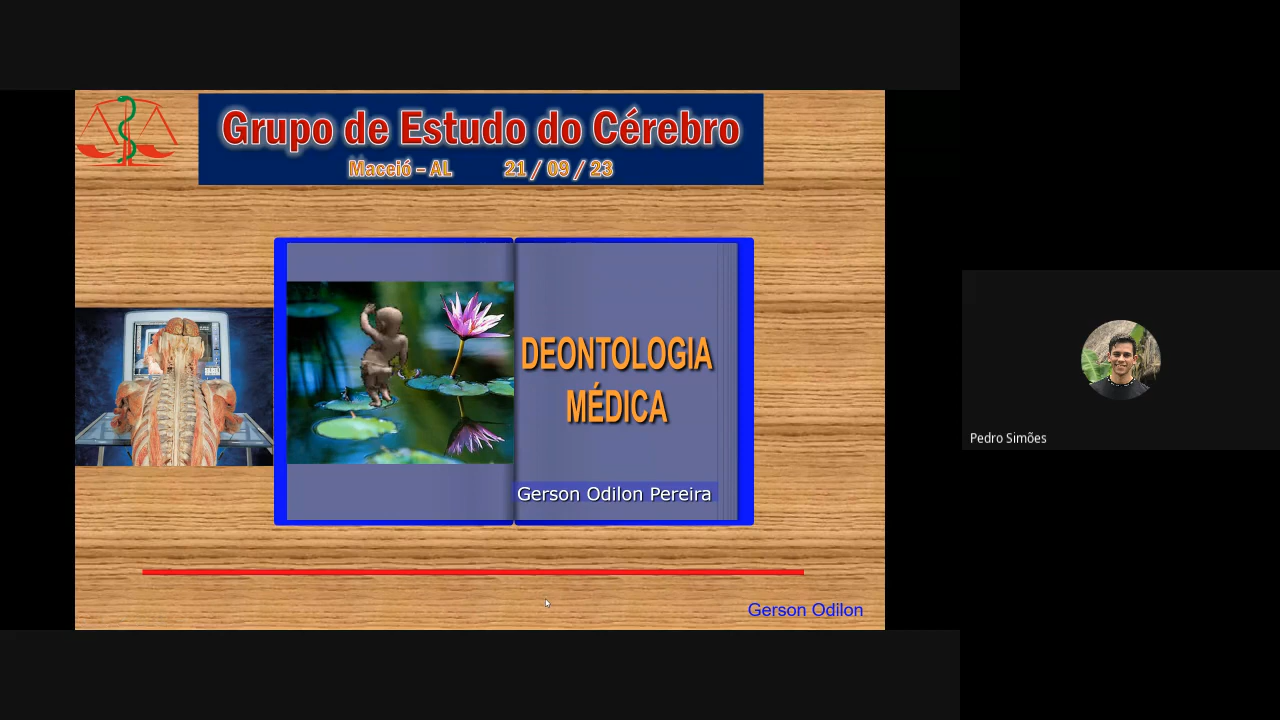 Grupo de Estudo do Cérebro
Maceió – AL 21 / 09 / 23
DEONTOLOGIA
MÉDICA
Gerson Odilon Pereira
Gerson Odilon
Pedro Simões